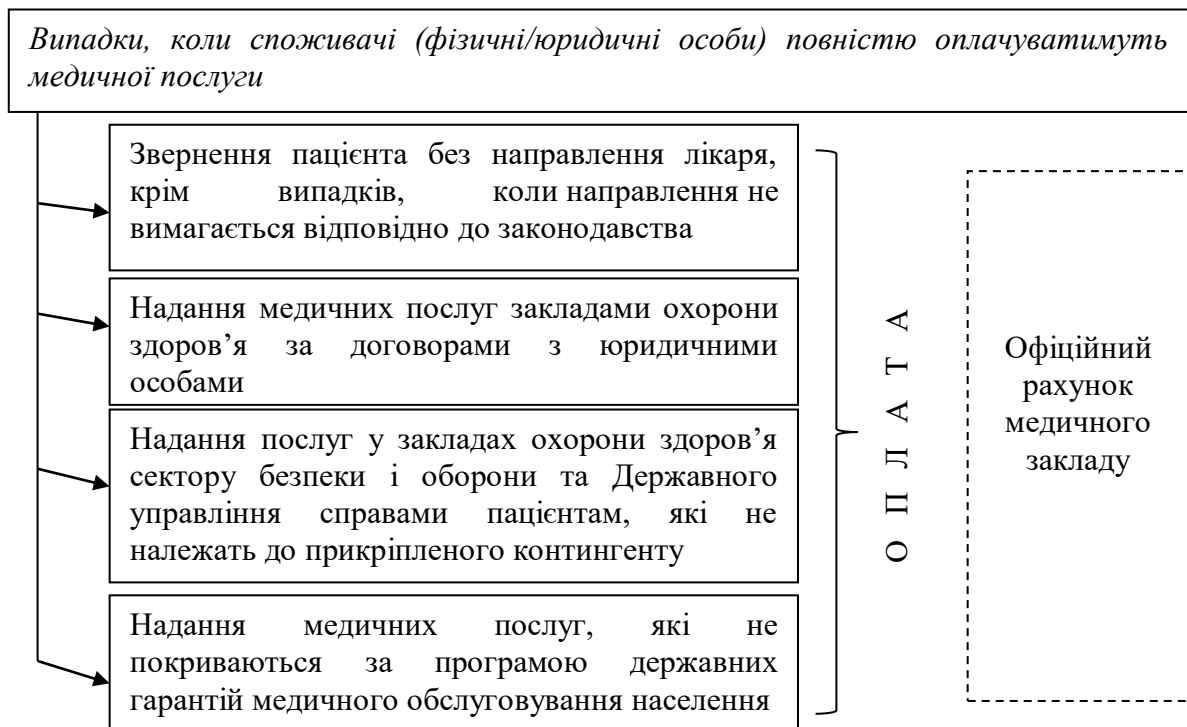 Випадки, коли споживачі (фізичні/юридичні особи) повністю оплачуватимуть
медичної послуги
Звернення пацієнта без направлення лікаря,
крім випадків, коли направлення не
вимагається відповідно до законодавства
Надання медичних послуг закладами охорони
здоров’я за договорами з юридичними
особами
Надання послуг у закладах охорони здоров’я
сектору безпеки і оборони та Державного
управління справами пацієнтам, які не
належать до прикріпленого контингенту
Надання медичних послуг, які не
покриваються за програмою державних
гарантій медичного обслуговування населення
О П Л А Т А
Офіційний
рахунок
медичного
закладу